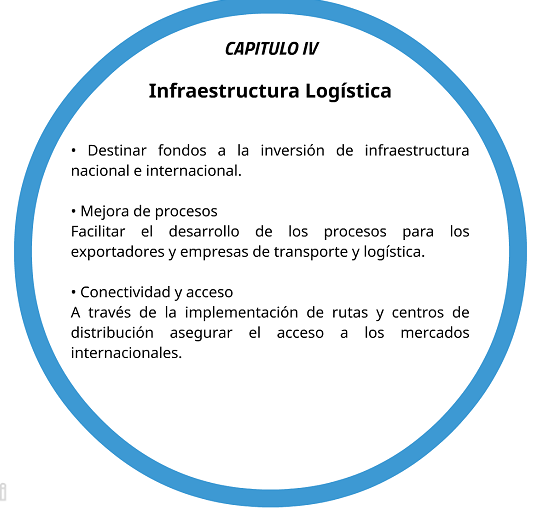 CAPITULO IV
Infraestructura Logística
• Destinar fondos a la inversión de infraestructura
nacional e internacional.
• Mejora de procesos
Facilitar el desarrollo de los procesos para los
exportadores y empresas de transporte y logística.
• Conectividad y acceso
A través de la implementación de rutas y centros de
distribución asegurar el acceso a los mercados
internacionales.